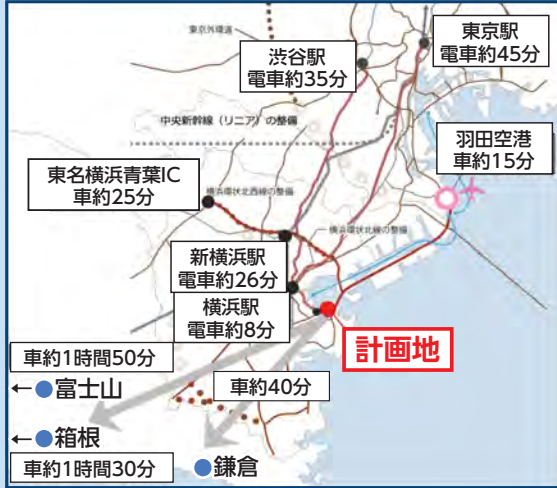 東京外環道
東京駅
電車約45分
渋谷駅
電車約35分
中央新幹線（リニア）の整備
羽田空港
車約15分
東名横浜青葉IC
車約25分
横浜環状北西線の整備
横浜環状北線の整備
新横浜駅
電車約26分
横浜駅
電車約8分
計画地
車約1時間50分
←●富士山
車約40分
←●箱根
車約1時間30分
●鎌倉